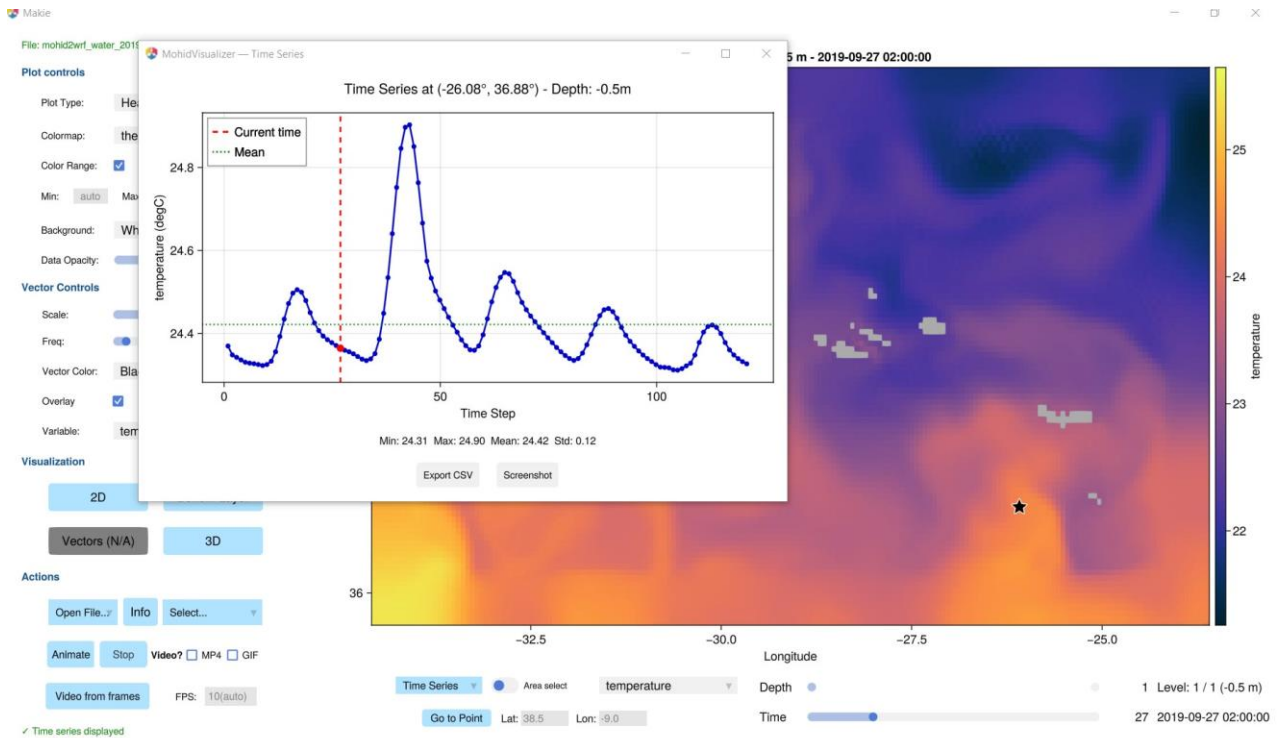 Makie
File: mohid2wrf_water_2019
Plot controls
Plot Type: Hea
Colormap: the
Color Range:
Min: auto Max
Background: Wh
Data Opacity:
Vector Controls
Scale:
Freq:
Vector Color: Bla
Overlay
Variable: tem
Visualization
2D
Vectors (N/A) 3D
Actions
Open File... Info Select...
Animate Stop Video? MP4 GIF
Video from frames FPS: 10(auto)
✓ Time series displayed
MohidVisualizer — Time Series
Time Series at (-26.08°, 36.88°) - Depth: -0.5m
Current time
Mean
temperature (degC)
24.8
24.6
24.4
0 50 100
Time Step
Min: 24.31 Max: 24.90 Mean: 24.42 Std: 0.12
Export CSV Screenshot
5 m - 2019-09-27 02:00:00
36
−32.5 −30.0 −27.5 −25.0
Longitude
25
24
23
22
temperature
Time Series Area select temperature
Go to Point Lat: 38.5 Lon: -9.0
Depth 1 Level: 1 / 1 (-0.5 m)
Time 27 2019-09-27 02:00:00